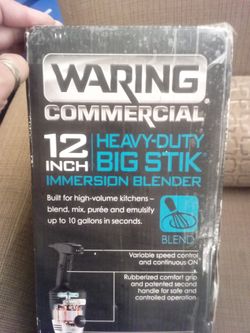 WARING
COMMERCIAL®
12 INCH
HEAVY-DUTY
BIG STIK
IMMERSION BLENDER
Built for high-volume kitchens –
blend, mix, purée and emulsify
up to 10 gallons in seconds.
BLEND
Variable speed control
and continuous ON
Rubberized comfort grip
and patented second
handle for safe and
controlled operation